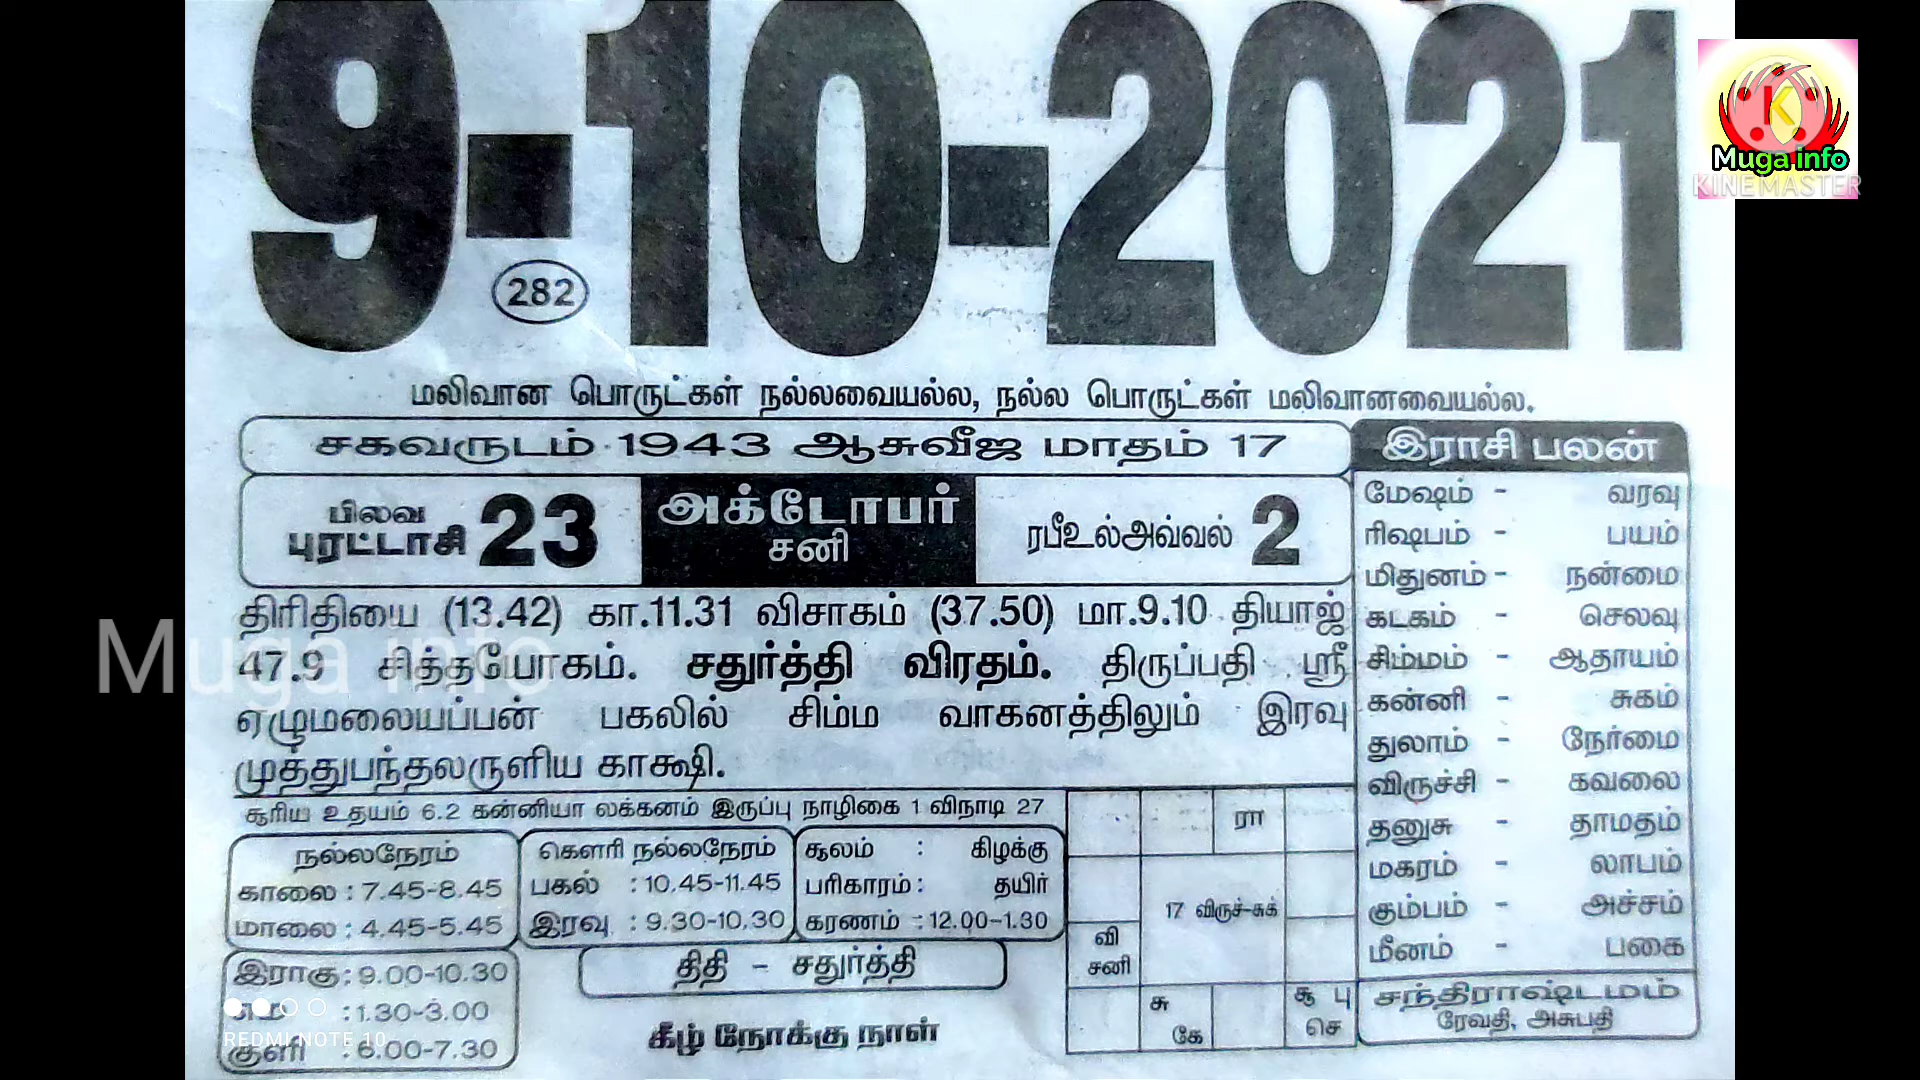 9-10-2021
282
Muga info
KINEMASTER
மலிவான பொருட்கள் நல்லவையல்ல, நல்ல பொருட்கள் மலிவானவையல்ல.
சகவருடம் 1943 ஆசுவீஜ மாதம் 17
பிலவ
புரட்டாசி 23
அக்டோபர்
சனி
ரபீஉல்அவ்வல் 2
திரிதியை (13.42) கா.11.31 விசாகம் (37.50) மா.9.10 தியாஜ்
47.9 சித்தயோகம். சதுர்த்தி விரதம். திருப்பதி ஸ்ரீ
ஏழுமலையப்பன் பகலில் சிம்ம வாகனத்திலும் இரவு
முத்துபந்தலருளிய காக்ஷி.
Muga info
சூரிய உதயம் 6.2 கன்னியா லக்கனம் இருப்பு நாழிகை 1 விநாடி 27
நல்லநேரம்
காலை : 7.45-8.45
மாலை : 4.45-5.45
கௌரி நல்லநேரம்
பகல் : 10.45-11.45
இரவு : 9.30-10.30
சூலம் : கிழக்கு
பரிகாரம் : தயிர்
கரணம் : 12.00-1.30
இராகு : 9.00-10.30
எம : 1.30-3.00
குளி : 6.00-7.30
REDMI NOTE 10
திதி - சதுர்த்தி
கீழ் நோக்கு நாள்
ரா
17 விருச்-சுக்
வி
சனி
சு
கே
சூ பு
செ
இராசி பலன்
மேஷம் - வரவு
ரிஷபம் - பயம்
மிதுனம் - நன்மை
கடகம் - செலவு
சிம்மம் - ஆதாயம்
கன்னி - சுகம்
துலாம் - நேர்மை
விருச்சி - கவலை
தனுசு - தாமதம்
மகரம் - லாபம்
கும்பம் - அச்சம்
மீனம் - பகை
சந்திராஷ்டமம்
ரேவதி, அசுபதி